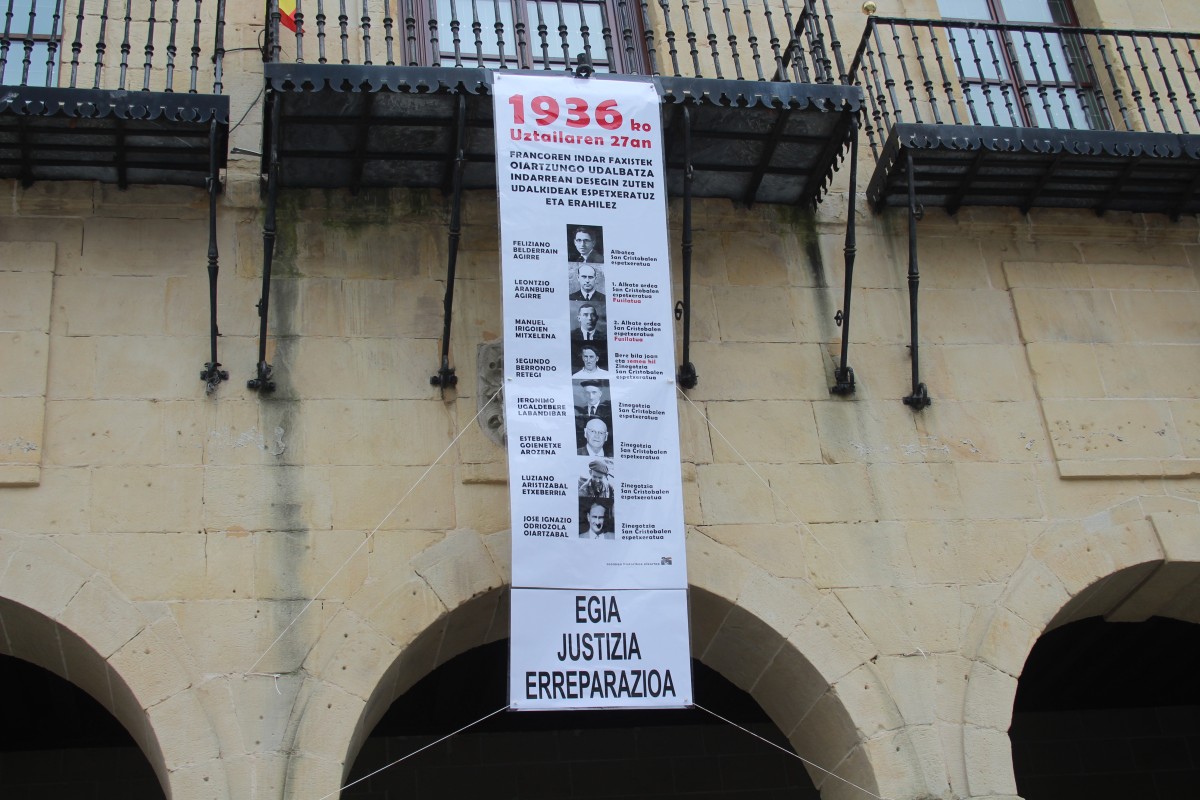 1936 ko
Uztailaren 27an
FRANCOREN INDAR FAXISTEK
OIARTZUNGO UDALBATZA
INDARREAN DESEGIN ZUTEN
UDALKIDEAK ESPETXERATUZ
ETA ERAHILEZ
FELIZIANO
BELDERRAIN
AGIRRE
Alkatea
San Cristobalen
espetxeratua
LEONTZIO
ARANBURU
AGIRRE
1. Alkate ordea
San Cristobalen
espetxeratua
Fusilatua
MANUEL
IRIGOIEN
MITXELENA
2. Alkate ordea
San Cristobalen
espetxeratua
Fusilatua
SEGUNDO
BERRONDO
RETEGI
Bere bila joan
eta semea hil
Zinegotzia
San Cristobalen
espetxeratua
JERONIMO
UGALDEBERE
LABANDIBAR
Zinegotzia
San Cristobalen
espetxeratua
ESTEBAN
GOIENETXE
AROZENA
Zinegotzia
San Cristobalen
espetxeratua
LUZIANO
ARISTIZABAL
ETXEBERRIA
Zinegotzia
San Cristobalen
espetxeratua
JOSE IGNAZIO
ODRIOZOLA
OIARTZABAL
Zinegotzia
San Cristobalen
espetxeratua
EGIA
JUSTIZIA
ERREPARAZIOA